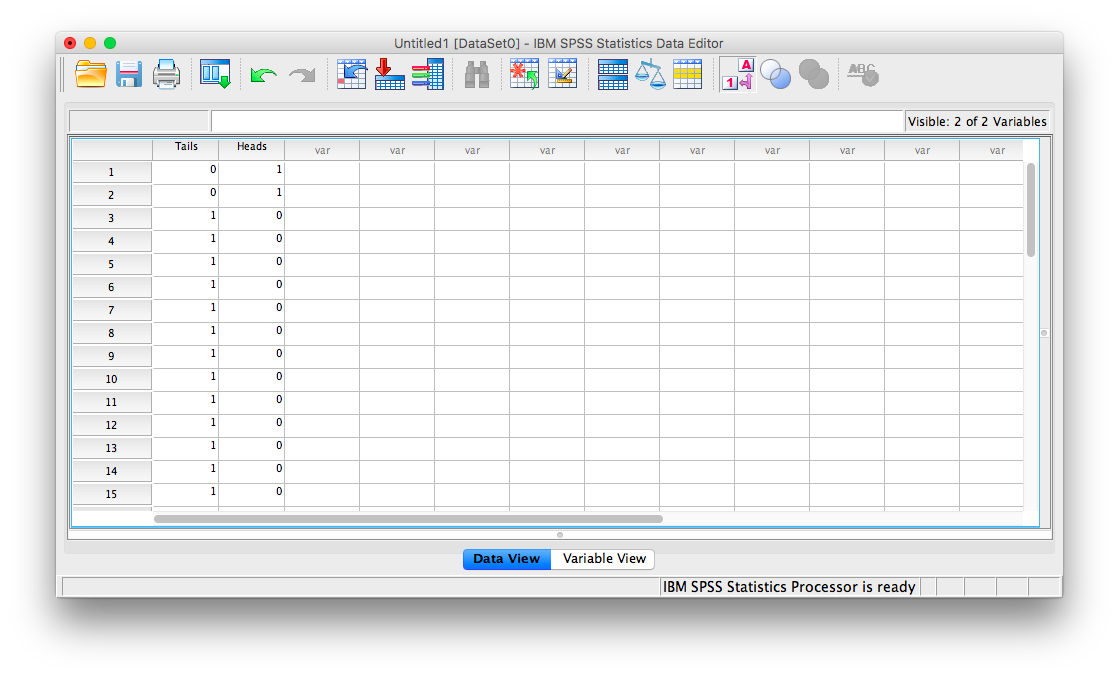 Untitled1 [DataSet0] - IBM SPSS Statistics Data Editor
A
1
ABC
Visible: 2 of 2 Variables
Tails Heads var var var var var var var var var var
1 0 1
2 0 1
3 1 0
4 1 0
5 1 0
6 1 0
7 1 0
8 1 0
9 1 0
10 1 0
11 1 0
12 1 0
13 1 0
14 1 0
15 1 0
Data View Variable View
IBM SPSS Statistics Processor is ready